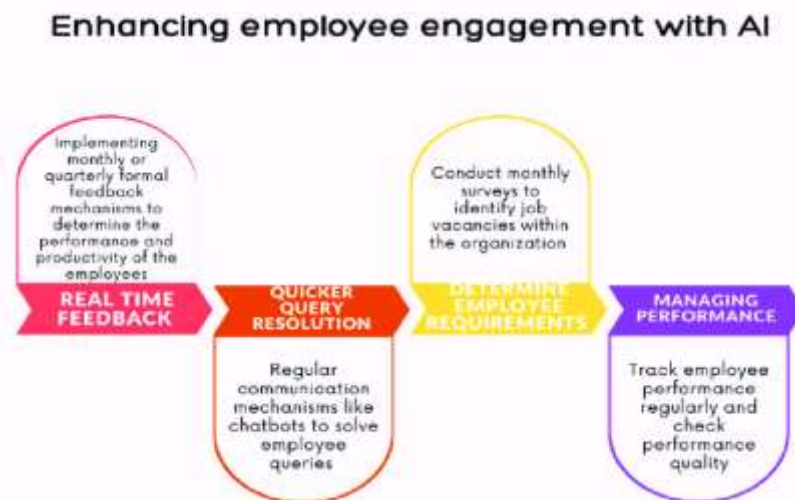 Enhancing employee engagement with AI
Implementing
monthly or
quarterly formal
feedback
mechanisms to
determine the
performance and
productivity of the
employees
REAL TIME
FEEDBACK
QUICKER
QUERY
RESOLUTION
Regular
communication
mechanisms like
chatbots to solve
employee
queries
Conduct monthly
surveys to
identify job
vacancies within
the organization
DETERMINE
EMPLOYEE
REQUIREMENTS
MANAGING
PERFORMANCE
Track employee
performance
regularly and
check
performance
quality